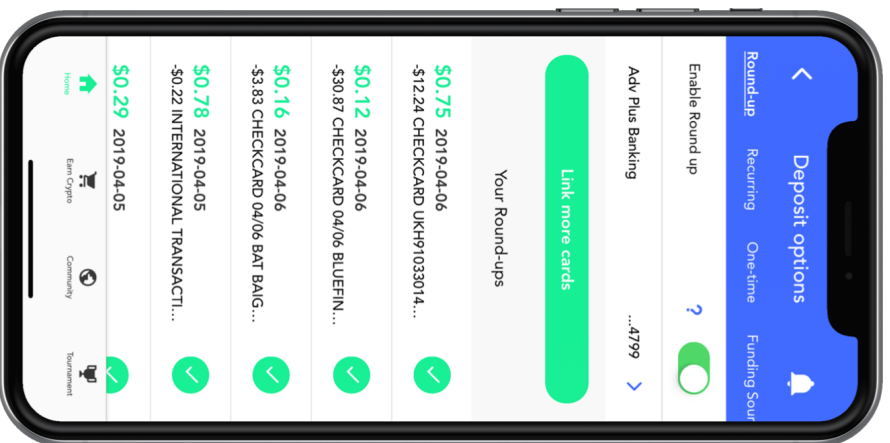 Deposit options
Round-up Recurring One-time Funding Sour
Enable Round up ?
Adv Plus Banking ...4799
Link more cards
Your Round-ups
$0.75 2019-04-06
-$12.24 CHECKCARD UKH91033014...
$0.12 2019-04-06
-$30.87 CHECKCARD 04/06 BLUEFIN...
$0.16 2019-04-06
-$3.83 CHECKCARD 04/06 BAT BAIG...
$0.78 2019-04-05
-$0.22 INTERNATIONAL TRANSACTI...
$0.29 2019-04-05
Home Earn Crypto Community Tournament